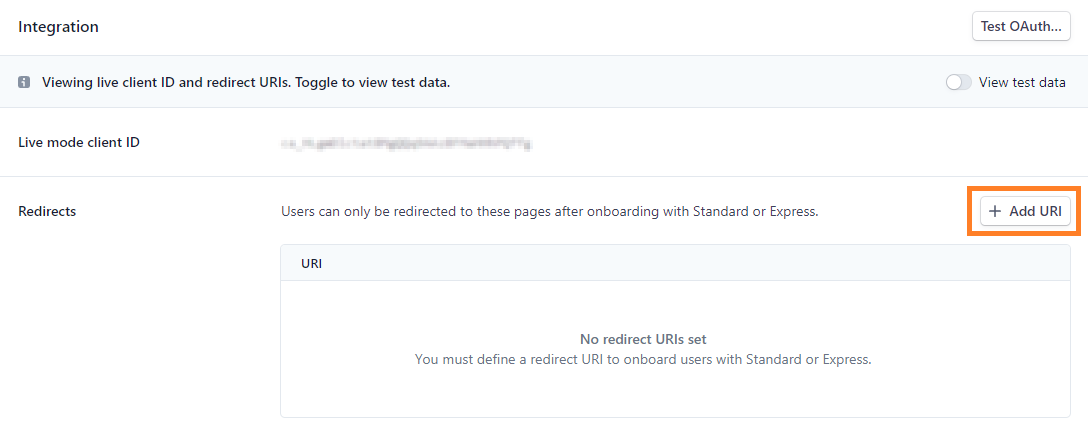 Integration
Test OAuth...
Viewing live client ID and redirect URIs. Toggle to view test data.
View test data
Live mode client ID
Redirects
Users can only be redirected to these pages after onboarding with Standard or Express.
+ Add URI
URI
No redirect URIs set
You must define a redirect URI to onboard users with Standard or Express.